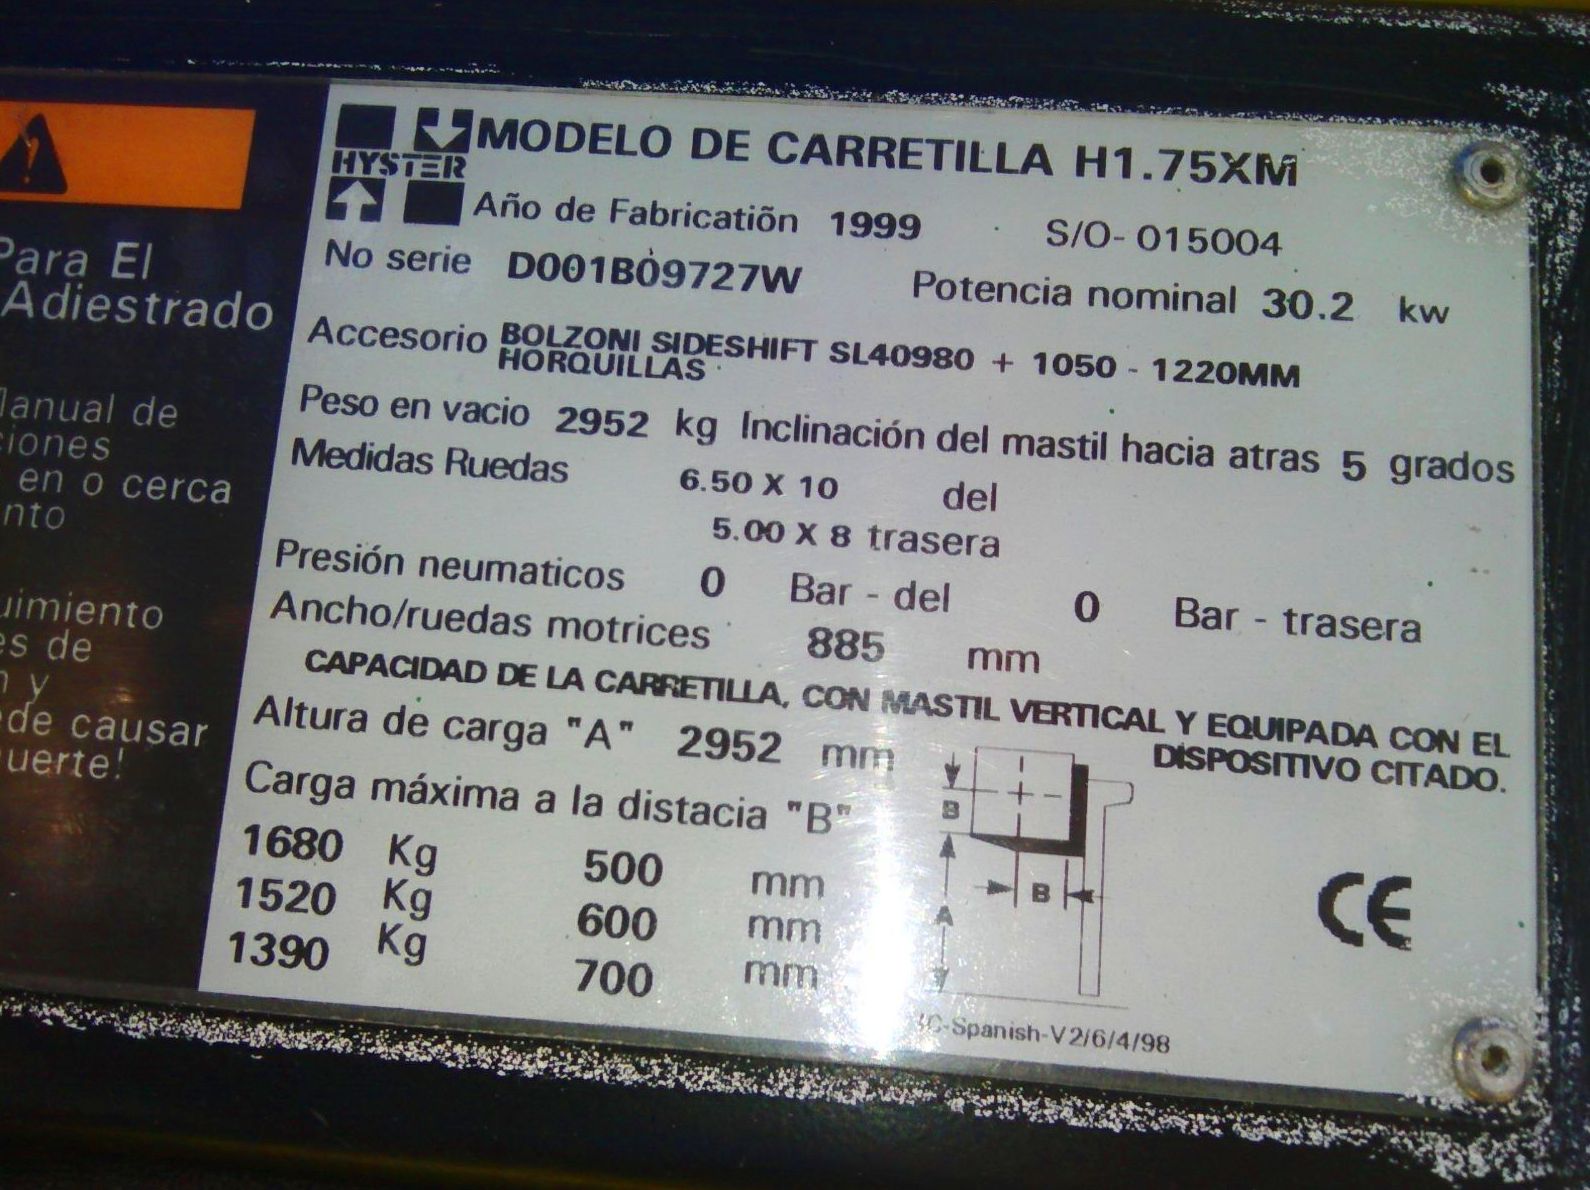 Para El
Adiestrado
anual de
ciones
en o cerca
nto
uimiento
es de
n y
de causar
uerte!
HYSTER
MODELO DE CARRETILLA H1.75XM
Año de Fabricatiõn 1999 S/O- 015004
No serie D001B09727W Potencia nominal 30.2 kw
Accesorio BOLZONI SIDESHIFT SL40980 + 1050 - 1220MM
HORQUILLAS
Peso en vacio 2952 kg Inclinación del mastil hacia atras 5 grados
Medidas Ruedas 6.50 X 10 del
5.00 X 8 trasera
Presión neumaticos 0 Bar - del 0 Bar - trasera
Ancho/ruedas motrices 885 mm
CAPACIDAD DE LA CARRETILLA, CON MASTIL VERTICAL Y EQUIPADA CON EL
DISPOSITIVO CITADO.
Altura de carga "A" 2952 mm
Carga máxima a la distacia "B"
1680 Kg 500 mm
1520 Kg 600 mm
1390 Kg 700 mm
B
B
A
CE
C-Spanish-V2/6/4/98